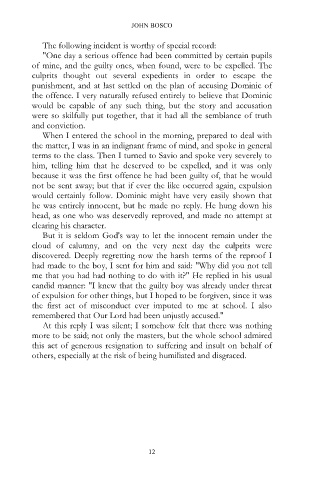 JOHN BOSCO
The following incident is worthy of special record:
"One day a serious offence had been committed by certain pupils
of mine, and the guilty ones, when found, were to be expelled. The
culprits thought out several expedients in order to escape the
punishment, and at last settled on the plan of accusing Dominic of
the offence. I very naturally refused entirely to believe that Dominic
would be capable of any such thing, but the story and accusation
were so skilfully put together, that it had all the semblance of truth
and conviction.
When I entered the school in the morning, prepared to deal with
the matter, I was in an indignant frame of mind, and spoke in general
terms to the class. Then I turned to Savio and spoke very severely to
him, telling him that he deserved to be expelled, and it was only
because it was the first offence he had been guilty of, that he would
not be sent away; but that if ever the like occurred again, expulsion
would certainly follow. Dominic might have very easily shown that
he was entirely innocent, but he made no reply. He hung down his
head, as one who was deservedly reproved, and made no attempt at
clearing his character.
But it is seldom God's way to let the innocent remain under the
cloud of calumny, and on the very next day the culprits were
discovered. Deeply regretting now the harsh terms of the reproof I
had made to the boy, I sent for him and said: "Why did you not tell
me that you had had nothing to do with it?" He replied in his usual
candid manner: "I knew that the guilty boy was already under threat
of expulsion for other things, but I hoped to be forgiven, since it was
the first act of misconduct ever imputed to me at school. I also
remembered that Our Lord had been unjustly accused."
At this reply I was silent; I somehow felt that there was nothing
more to be said; not only the masters, but the whole school admired
this act of generous resignation to suffering and insult on behalf of
others, especially at the risk of being humiliated and disgraced.
12